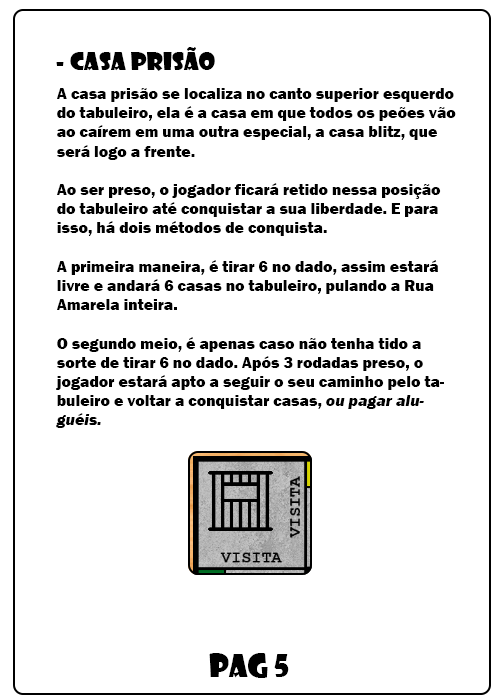 - CASA PRISÃO
A casa prisão se localiza no canto superior esquerdo
do tabuleiro, ela é a casa em que todos os peões vão
ao caírem em uma outra especial, a casa blitz, que
será logo a frente.
Ao ser preso, o jogador ficará retido nessa posição
do tabuleiro até conquistar a sua liberdade. E para
isso, há dois métodos de conquista.
A primeira maneira, é tirar 6 no dado, assim estará
livre e andará 6 casas no tabuleiro, pulando a Rua
Amarela inteira.
O segundo meio, é apenas caso não tenha tido a
sorte de tirar 6 no dado. Após 3 rodadas preso, o
jogador estará apto a seguir o seu caminho pelo ta-
buleiro e voltar a conquistar casas, ou pagar alu-
guéis.
VISITA
VISITA
PAG 5